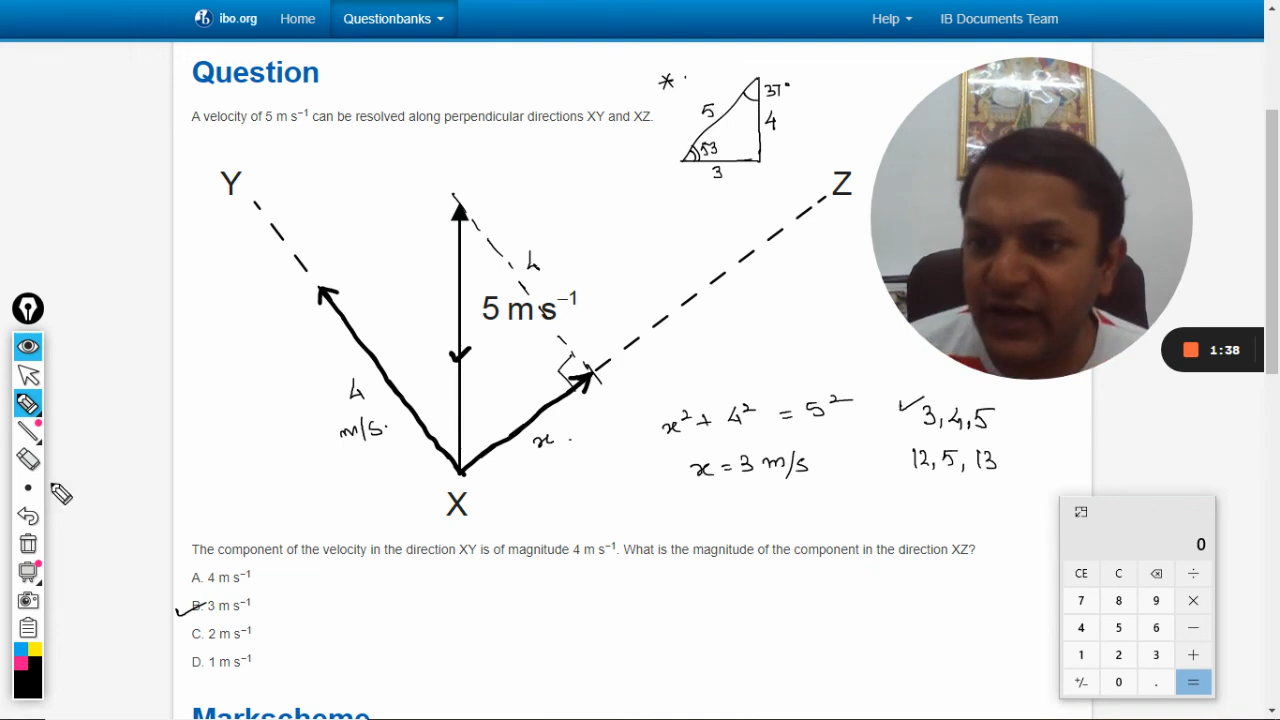 ibo.org Home Questionbanks Help IB Documents Team
Question
A velocity of 5 m s⁻¹ can be resolved along perpendicular directions XY and XZ.
*
5
37°
4
53
3
Y
Z
4
5 m s⁻¹
1:38
4
m/s.
x
x² + 4² = 5²
3, 4, 5
x = 3 m/s
12, 5, 13
X
The component of the velocity in the direction XY is of magnitude 4 m s⁻¹. What is the magnitude of the component in the direction XZ?
A. 4 m s⁻¹
B. 3 m s⁻¹
C. 2 m s⁻¹
D. 1 m s⁻¹
Markscheme
0
CE C ÷
7 8 9 ×
4 5 6 −
1 2 3 +
+/− 0 . =